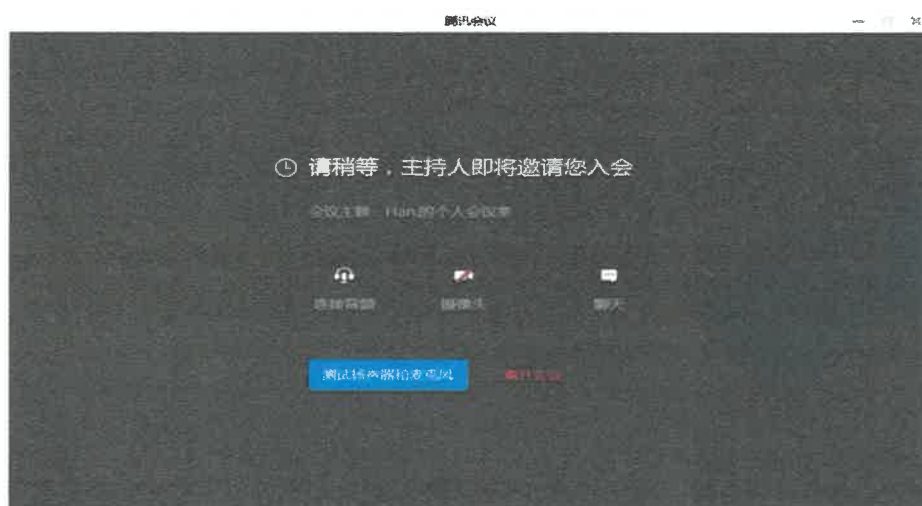 腾讯会议
请稍等，主持人即将邀请您入会
会议主题 Han的个人会议室
连接音频 摄像头 聊天
测试扬声器和麦克风 离开会议